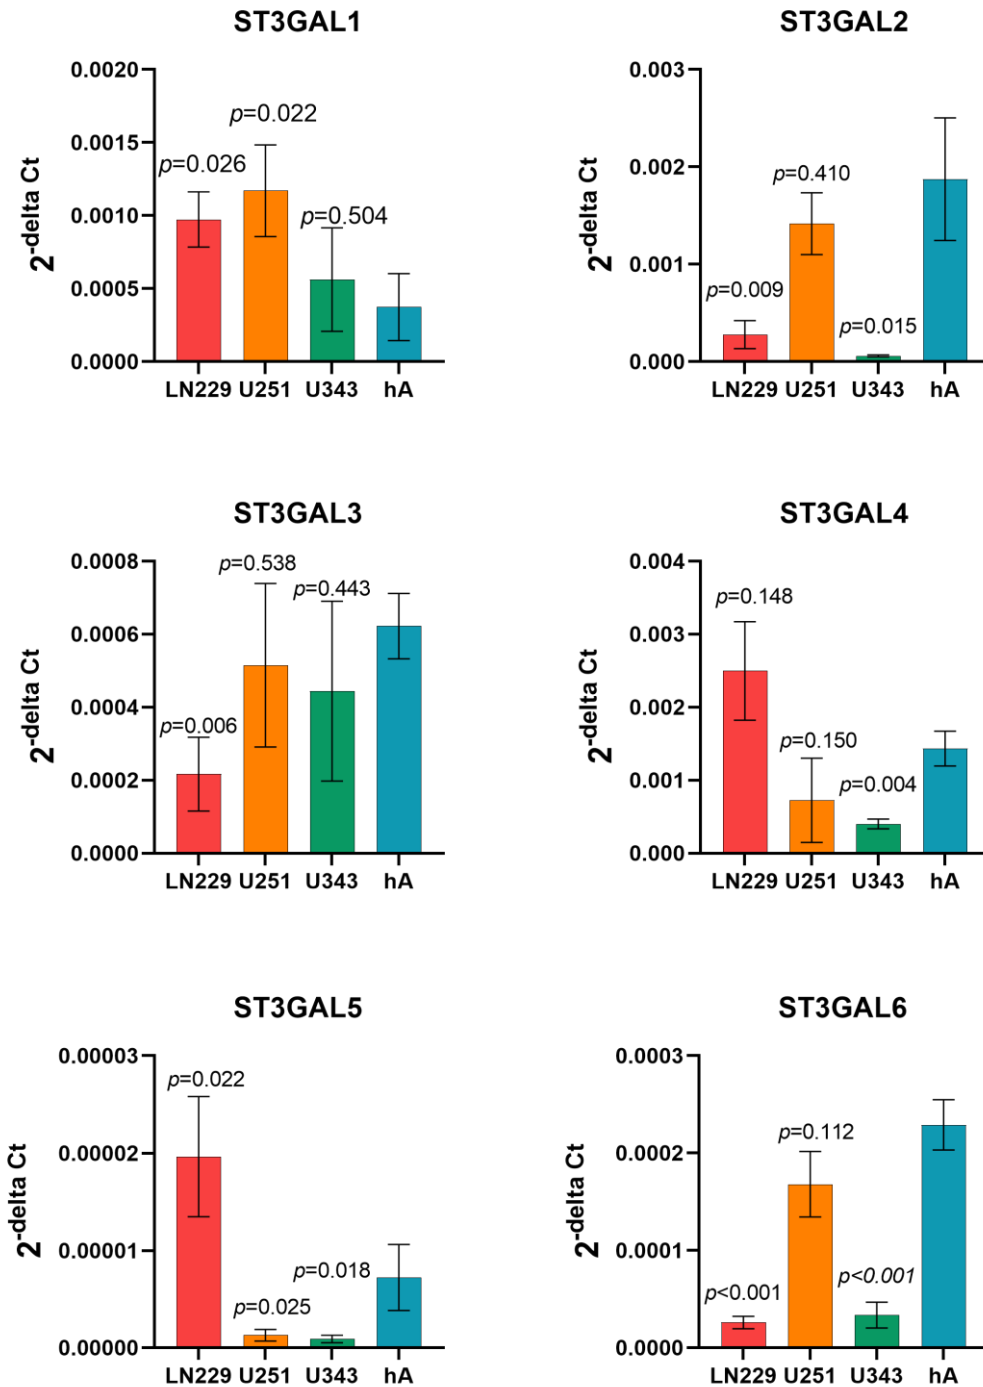 ST3GAL1
2^-delta Ct
0.0020
0.0015
0.0010
0.0005
0.0000
p=0.026
p=0.022
p=0.504
LN229 U251 U343 hA
ST3GAL2
2^-delta Ct
0.003
0.002
0.001
0.000
p=0.009
p=0.410
p=0.015
LN229 U251 U343 hA
ST3GAL3
2^-delta Ct
0.0008
0.0006
0.0004
0.0002
0.0000
p=0.006
p=0.538
p=0.443
LN229 U251 U343 hA
ST3GAL4
2^-delta Ct
0.004
0.003
0.002
0.001
0.000
p=0.148
p=0.150
p=0.004
LN229 U251 U343 hA
ST3GAL5
2^-delta Ct
0.00003
0.00002
0.00001
0.00000
p=0.022
p=0.025
p=0.018
LN229 U251 U343 hA
ST3GAL6
2^-delta Ct
0.0003
0.0002
0.0001
0.0000
p<0.001
p=0.112
p<0.001
LN229 U251 U343 hA